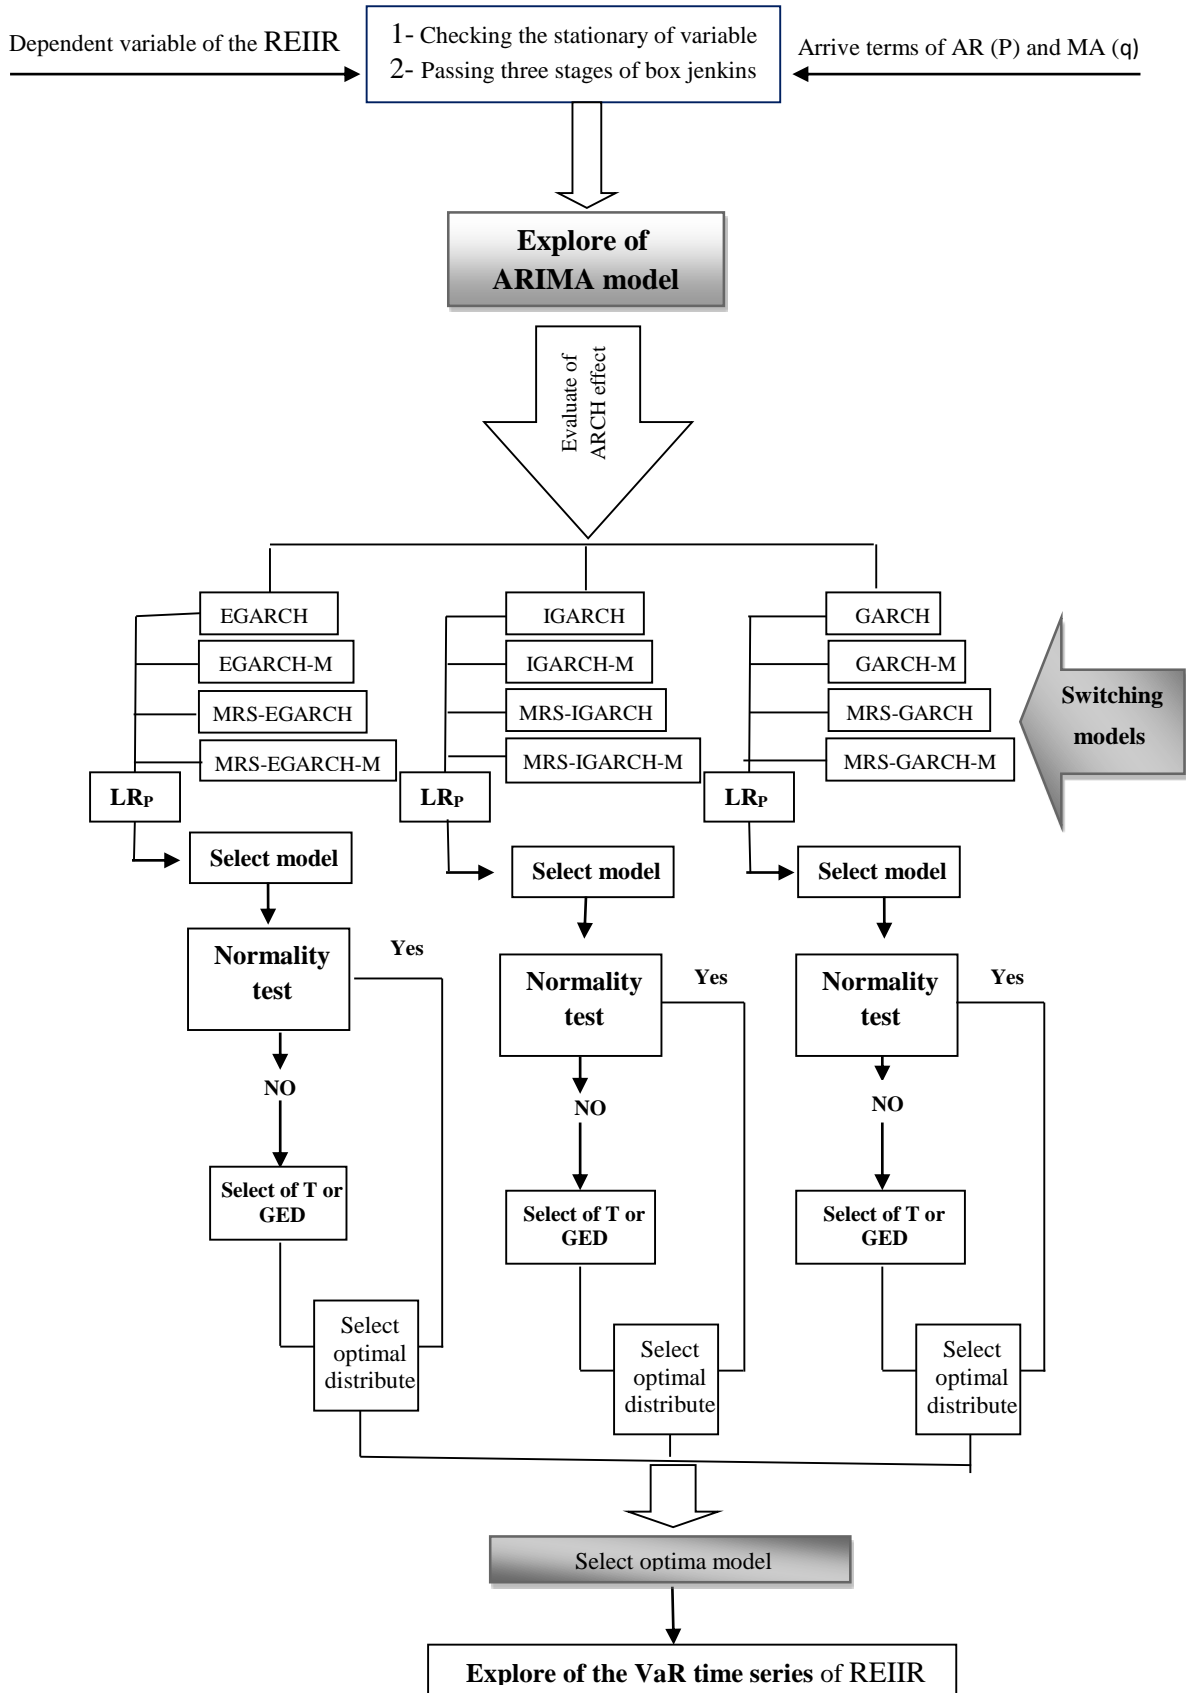 Dependent variable of the REIIR
1- Checking the stationary of variable
2- Passing three stages of box jenkins
Arrive terms of AR (P) and MA (q)
Explore of
ARIMA model
Evaluate of
ARCH effect
EGARCH
EGARCH-M
MRS-EGARCH
MRS-EGARCH-M
IGARCH
IGARCH-M
MRS-IGARCH
MRS-IGARCH-M
GARCH
GARCH-M
MRS-GARCH
MRS-GARCH-M
Switching
models
LRP
LRP
LRP
Select model
Select model
Select model
Normality
test
Yes
Normality
test
Yes
Normality
test
Yes
NO
NO
NO
Select of T or
GED
Select of T or
GED
Select of T or
GED
Select
optimal
distribute
Select
optimal
distribute
Select
optimal
distribute
Select optima model
Explore of the VaR time series of REIIR